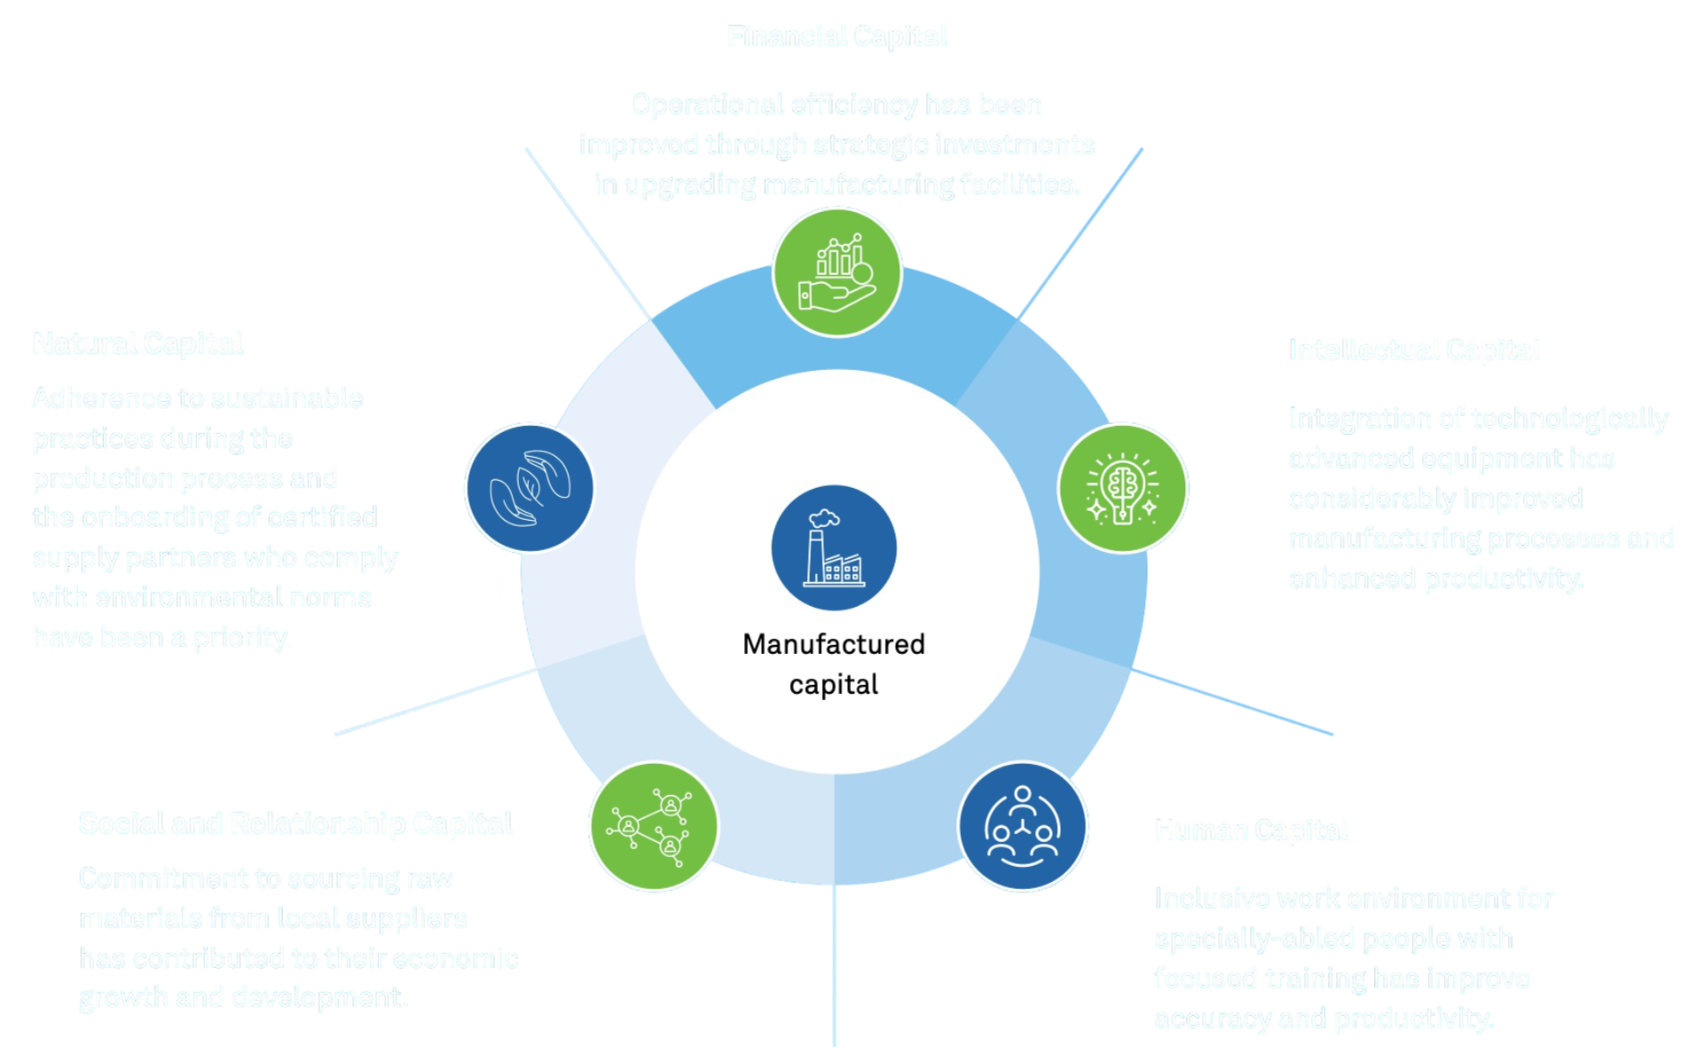 Financial Capital
Operational efficiency has been
improved through strategic investments
in upgrading manufacturing facilities.
Natural Capital
Adherence to sustainable
practices during the
production process and
the onboarding of certified
supply partners who comply
with environmental norms
have been a priority
Intellectual Capital
Integration of technologically
advanced equipment has
considerably improved
manufacturing processes and
enhanced productivity.
Manufactured
capital
Social and Relationship Capital
Commitment to sourcing raw
materials from local suppliers
has contributed to their economic
growth and development.
Human Capital
Inclusive work environment for
specially-abled people with
focused training has improve
accuracy and productivity.